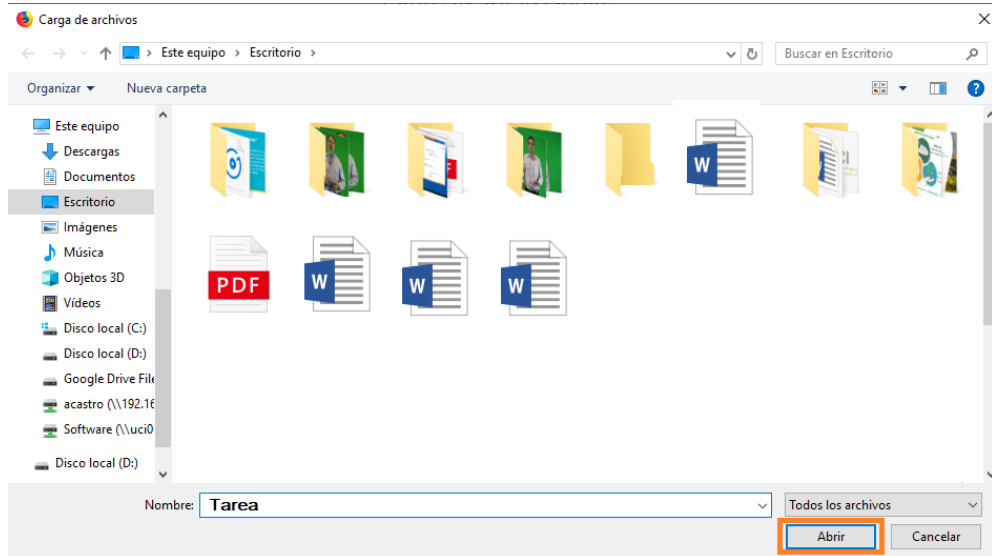 Carga de archivos
Este equipo > Escritorio >
Buscar en Escritorio
Organizar
Nueva carpeta
Este equipo
Descargas
Documentos
Escritorio
Imágenes
Música
Objetos 3D
Vídeos
Disco local (C:)
Disco local (D:)
Google Drive File
acastro (\\192.16
Software (\\uci0
Disco local (D:)
W
PDF
W
W
W
Nombre: Tarea
Todos los archivos
Abrir
Cancelar